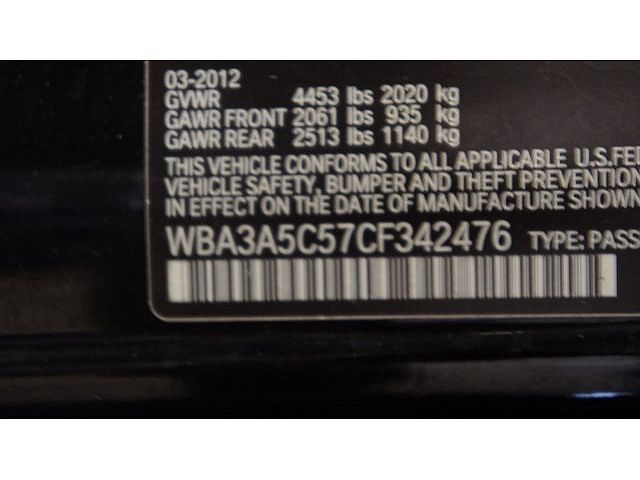 03-2012
GVWR 4453 lbs 2020 kg
GAWR FRONT 2061 lbs 935 kg
GAWR REAR 2513 lbs 1140 kg
THIS VEHICLE CONFORMS TO ALL APPLICABLE U.S.FED
VEHICLE SAFETY, BUMPER AND THEFT PREVENTION
IN EFFECT ON THE DATE OF MANUFACTURE SHOWN
WBA3A5C57CF342476 TYPE: PASS